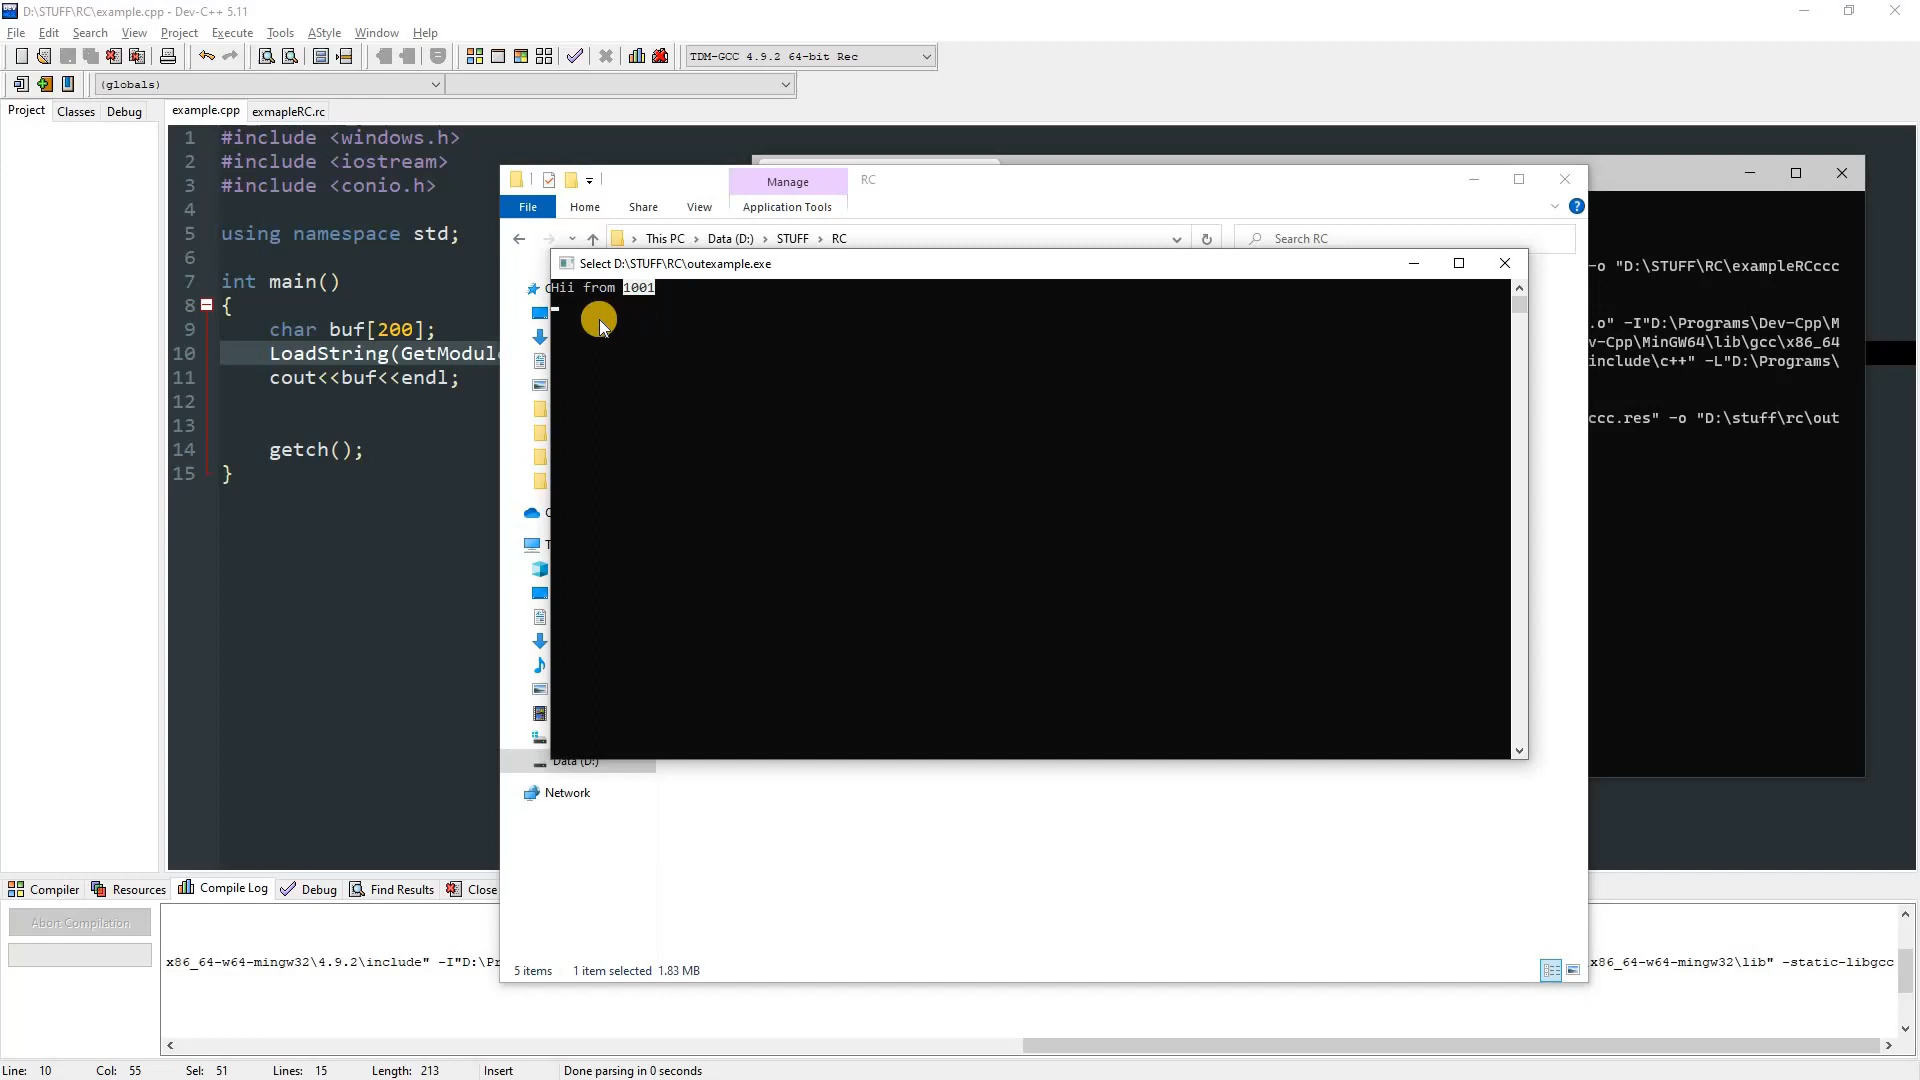 D:\STUFF\RC\example.cpp - Dev-C++ 5.11
File Edit Search View Project Execute Tools AStyle Window Help
TDM-GCC 4.9.2 64-bit Rec
(globals)
Project Classes Debug
example.cpp exmapleRC.rc
1 #include <windows.h>
2 #include <iostream>
3 #include <conio.h>
4
5 using namespace std;
6
7 int main()
8 {
9 char buf[200];
10 LoadString(GetModul
11 cout<<buf<<endl;
12
13
14 getch();
15 }
Manage
RC
File Home Share View Application Tools
This PC > Data (D:) > STUFF > RC
Search RC
Select D:\STUFF\RC\outexample.exe
Hii from 1001
-o "D:\STUFF\RC\exampleRCccc
.o" -I"D:\Programs\Dev-Cpp\M
v-Cpp\MinGW64\lib\gcc\x86_64
include\c++" -L"D:\Programs\
ccc.res" -o "D:\stuff\rc\out
Data (D:)
Network
5 items 1 item selected 1.83 MB
Compiler Resources Compile Log Debug Find Results Close
Abort Compilation
x86_64-w64-mingw32\4.9.2\include" -I"D:\Pr
x86_64-w64-mingw32\lib" -static-libgcc
Line: 10 Col: 55 Sel: 51 Lines: 15 Length: 213 Insert Done parsing in 0 seconds